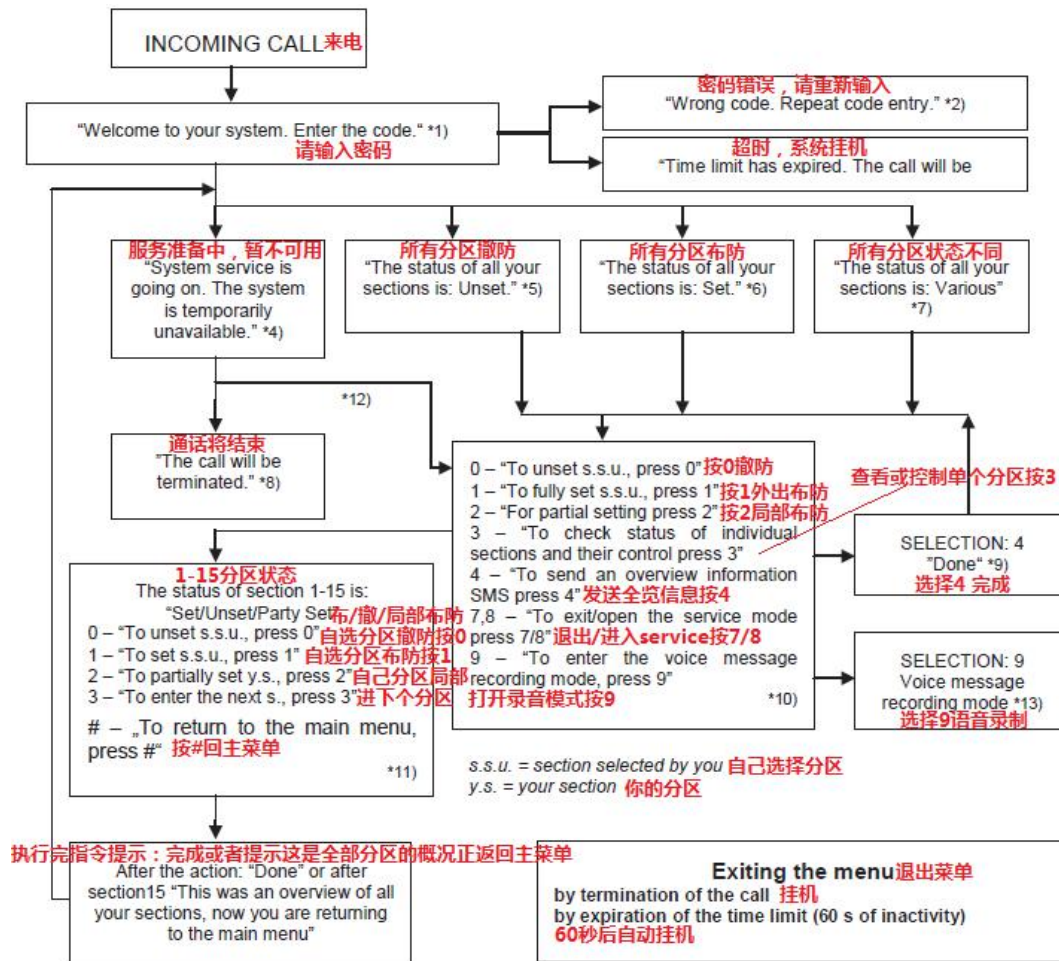 INCOMING CALL来电
密码错误，请重新输入
“Wrong code. Repeat code entry.” *2)
“Welcome to your system. Enter the code.“ *1)
请输入密码
超时，系统挂机
“Time limit has expired. The call will be
服务准备中，暂不可用
“System service is
going on. The system
is temporarily
unavailable.” *4)
所有分区撤防
“The status of all your
sections is: Unset.” *5)
所有分区布防
“The status of all your
sections is: Set.” *6)
所有分区状态不同
“The status of all your
sections is: Various”
*7)
*12)
通话将结束
”The call will be
terminated.” *8)
0 – “To unset s.s.u., press 0”按0撤防
1 – “To fully set s.s.u., press 1”按1外出布防
2 – “For partial setting press 2”按2局部布防
3 – “To check status of individual
sections and their control press 3”
4 – “To send an overview information
SMS press 4”发送全览信息按4
7,8 – “To exit/open the service mode
press 7/8”退出/进入service按7/8
9 – “To enter the voice message
recording mode, press 9”
打开录音模式按9
*10)
查看或控制单个分区按3
SELECTION: 4
”Done“ *9)
选择4 完成
SELECTION: 9
Voice message
recording mode *13)
选择9语音录制
1-15分区状态
The status of section 1-15 is:
“Set/Unset/Party Set布/撤/局部布防
0 – “To unset s.s.u., press 0”自选分区撤防按0
1 – “To set s.s.u., press 1” 自选分区布防按1
2 – “To partially set y.s., press 2”自己分区局部
3 – “To enter the next s., press 3”进下个分区
# – „To return to the main menu,
press #“ 按#回主菜单
*11)
s.s.u. = section selected by you 自己选择分区
y.s. = your section 你的分区
执行完指令提示：完成或者提示这是全部分区的概况正返回主菜单
After the action: “Done” or after
section15 “This was an overview of all
your sections, now you are returning
to the main menu”
Exiting the menu退出菜单
by termination of the call 挂机
by expiration of the time limit (60 s of inactivity)
60秒后自动挂机